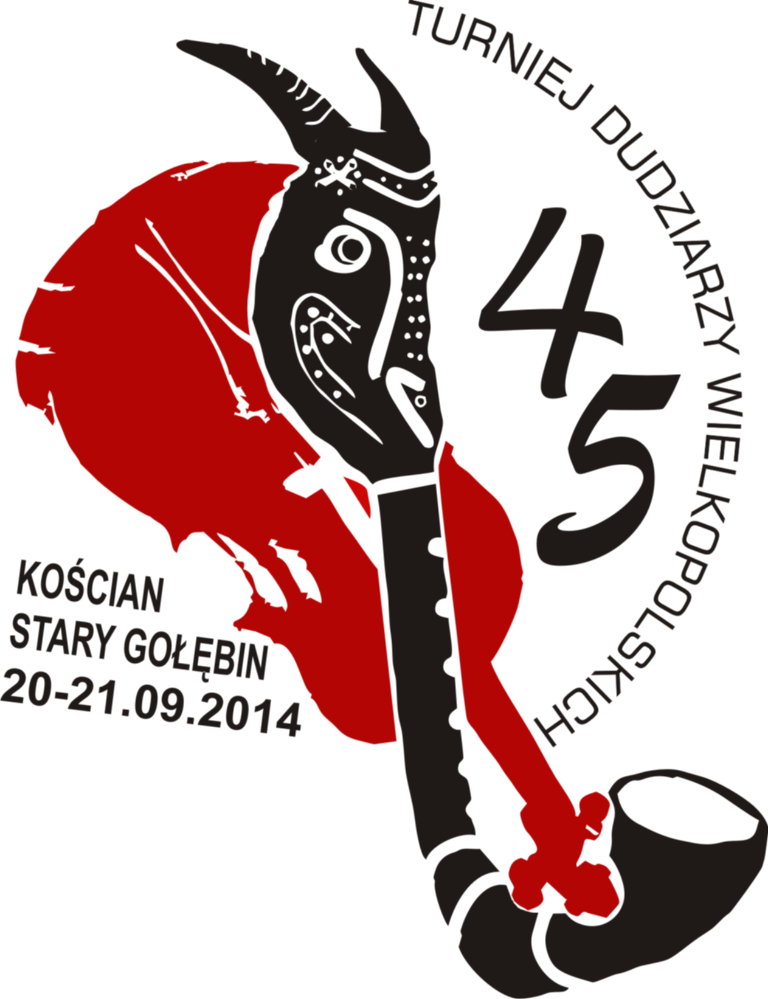 TURNIEJ DUDZIARZY WIELKOPOLSKICH
45
KOŚCIAN
STARY GOŁĘBIN
20-21.09.2014